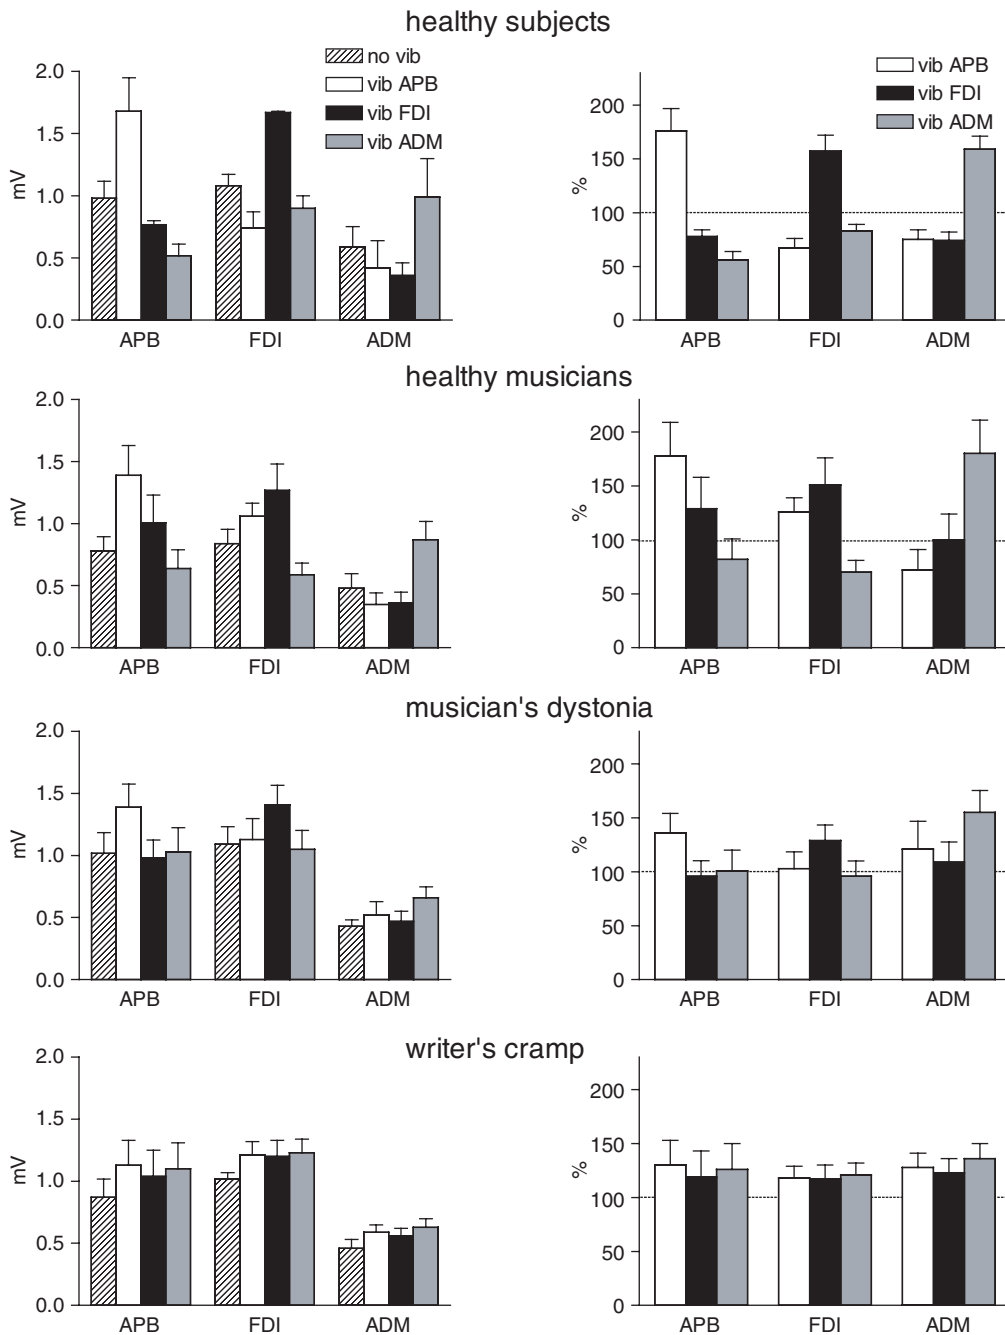 healthy subjects
no vib
vib APB
vib FDI
vib ADM
2.0
1.5
1.0
0.5
0.0
mV
APB FDI ADM
vib APB
vib FDI
vib ADM
200
150
100
50
0
%
APB FDI ADM
healthy musicians
2.0
1.5
1.0
0.5
0.0
mV
APB FDI ADM
200
150
100
50
0
%
APB FDI ADM
musician's dystonia
2.0
1.5
1.0
0.5
0.0
mV
APB FDI ADM
200
150
100
50
0
%
APB FDI ADM
writer's cramp
2.0
1.5
1.0
0.5
0.0
mV
APB FDI ADM
200
150
100
50
0
%
APB FDI ADM